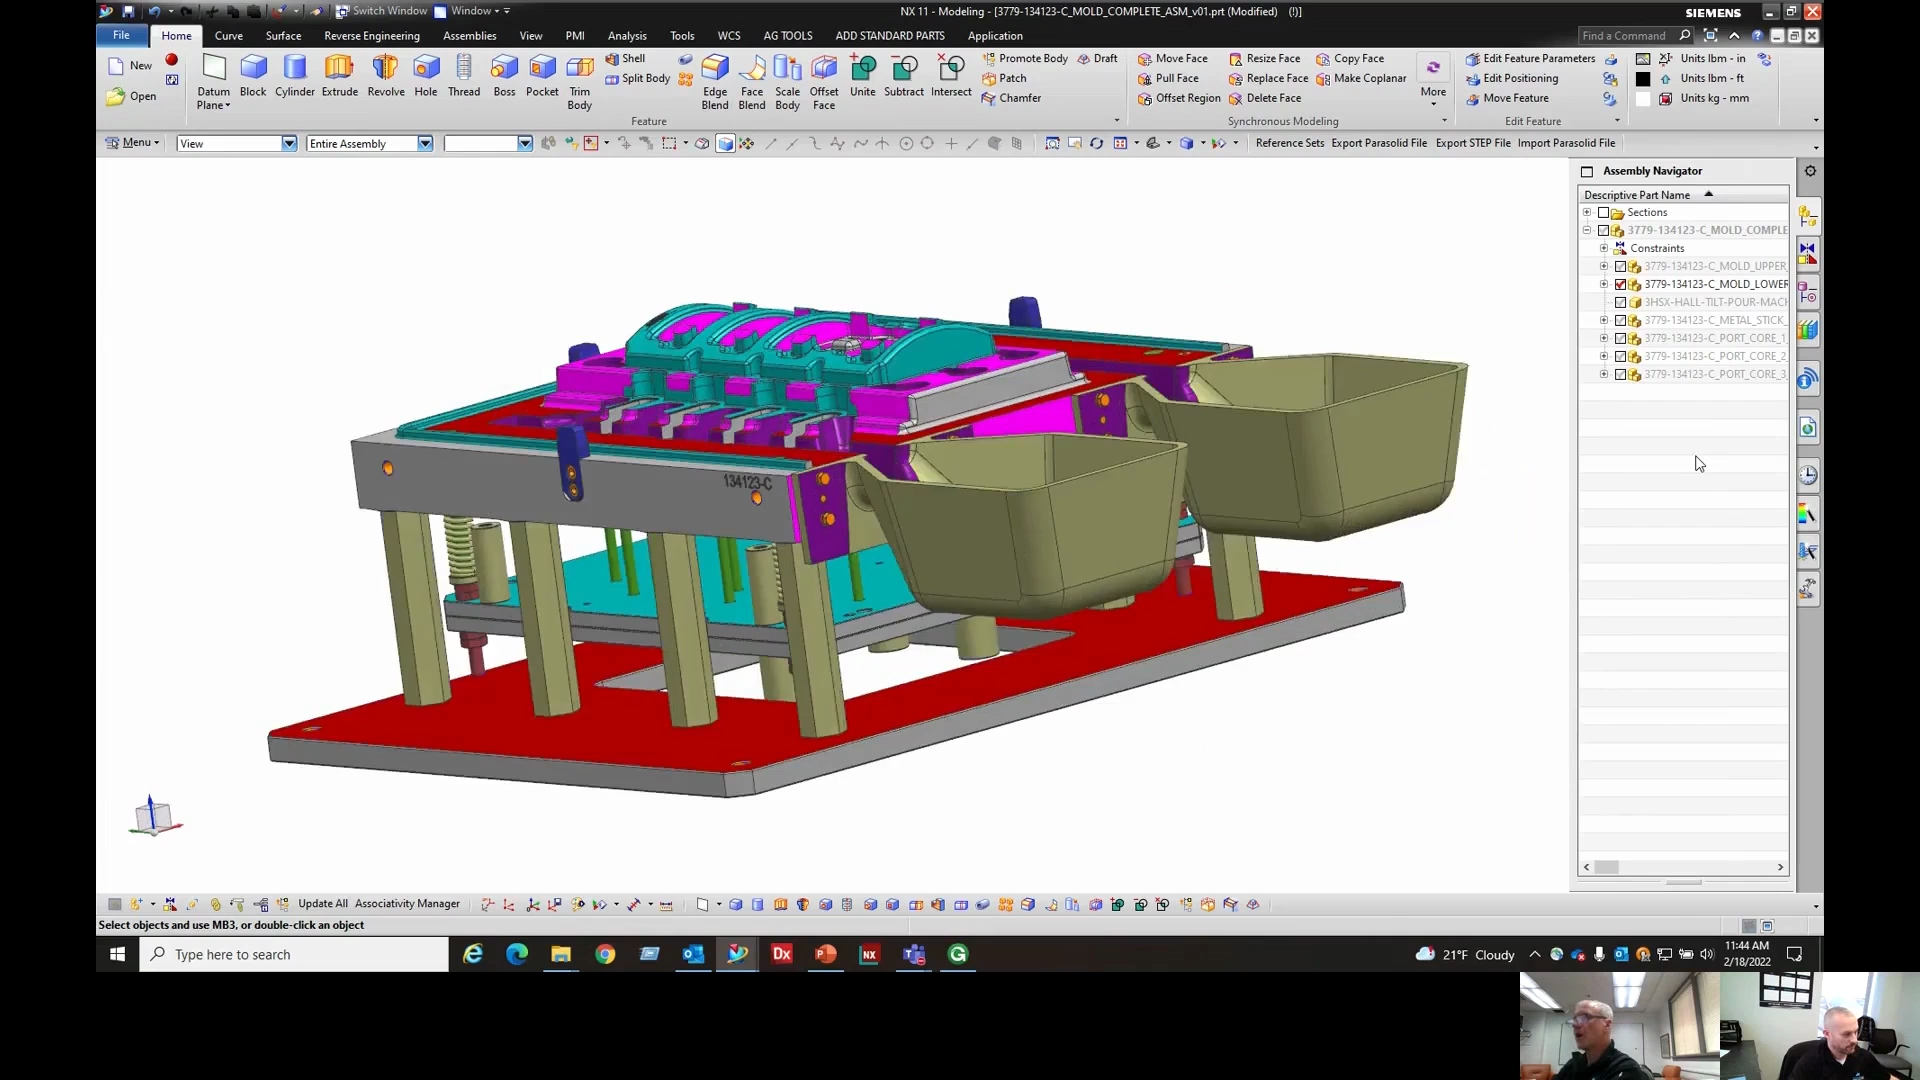 Switch Window Window NX 11 - Modeling - [3779-134123-C_MOLD_COMPLETE_ASM_v01.prt (Modified) (!)] SIEMENS
File Home Curve Surface Reverse Engineering Assemblies View PMI Analysis Tools WCS AG TOOLS ADD STANDARD PARTS Application Find a Command
New Open
Datum Plane Block Cylinder Extrude Revolve Hole Thread Boss Pocket Trim Body
Shell
Split Body
Edge Blend Face Blend Scale Body Offset Face Unite Subtract Intersect
Promote Body Draft
Patch
Chamfer
Feature
Move Face Resize Face Copy Face
Pull Face Replace Face Make Coplanar
Offset Region Delete Face
More
Synchronous Modeling
Edit Feature Parameters
Edit Positioning
Move Feature
Edit Feature
Units lbm - in
Units lbm - ft
Units kg - mm
Menu View Entire Assembly Reference Sets Export Parasolid File Export STEP File Import Parasolid File
Assembly Navigator
Descriptive Part Name
Sections
3779-134123-C_MOLD_COMPLE
Constraints
3779-134123-C_MOLD_UPPER_
3779-134123-C_MOLD_LOWER
3HSX-HALL-TILT-POUR-MACH
3779-134123-C_METAL_STICK_
3779-134123-C_PORT_CORE_1_
3779-134123-C_PORT_CORE_2_
3779-134123-C_PORT_CORE_3_
134123-C
Update All Associativity Manager
Select objects and use MB3, or double-click an object
Type here to search
Dx
NX
21°F Cloudy
11:44 AM
2/18/2022